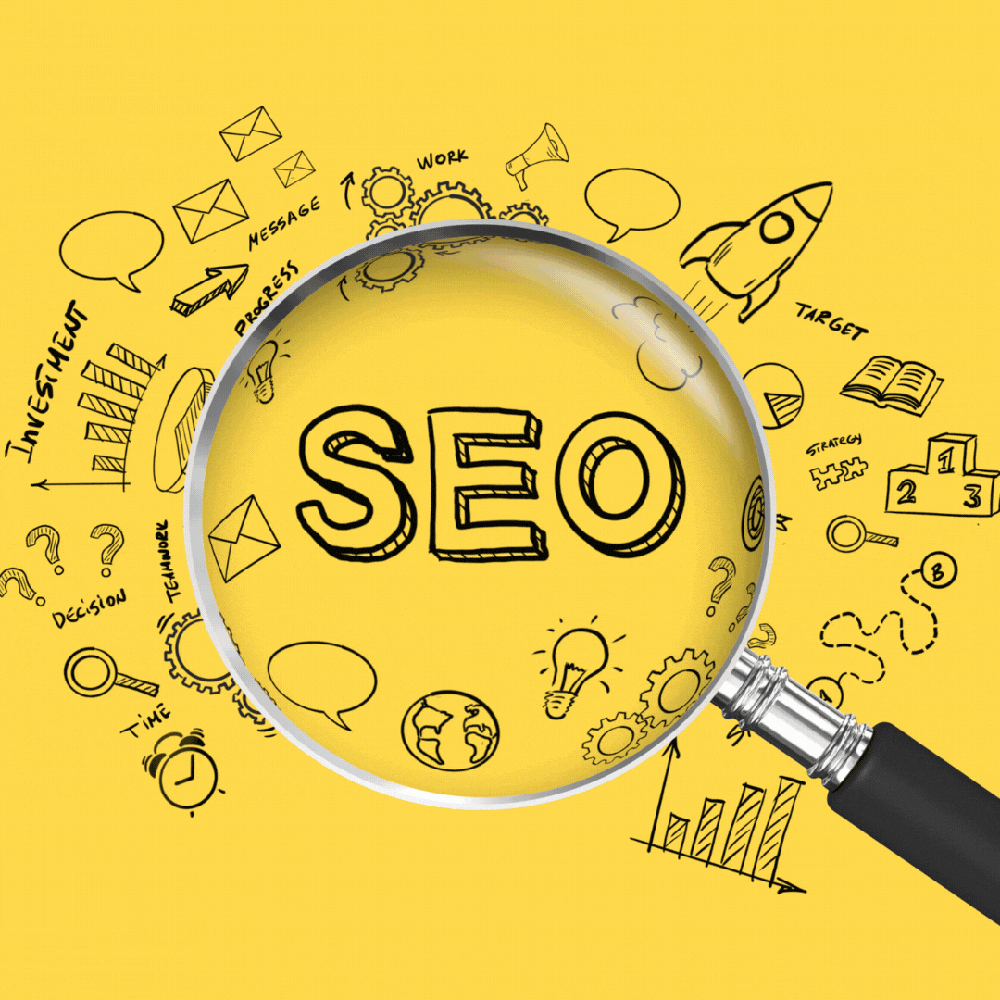 WORK
MESSAGE
PROGRESS
INVESTMENT
TARGET
STRATEGY
1
2
3
SEO
TEAMWORK
DECISION
B
TIME